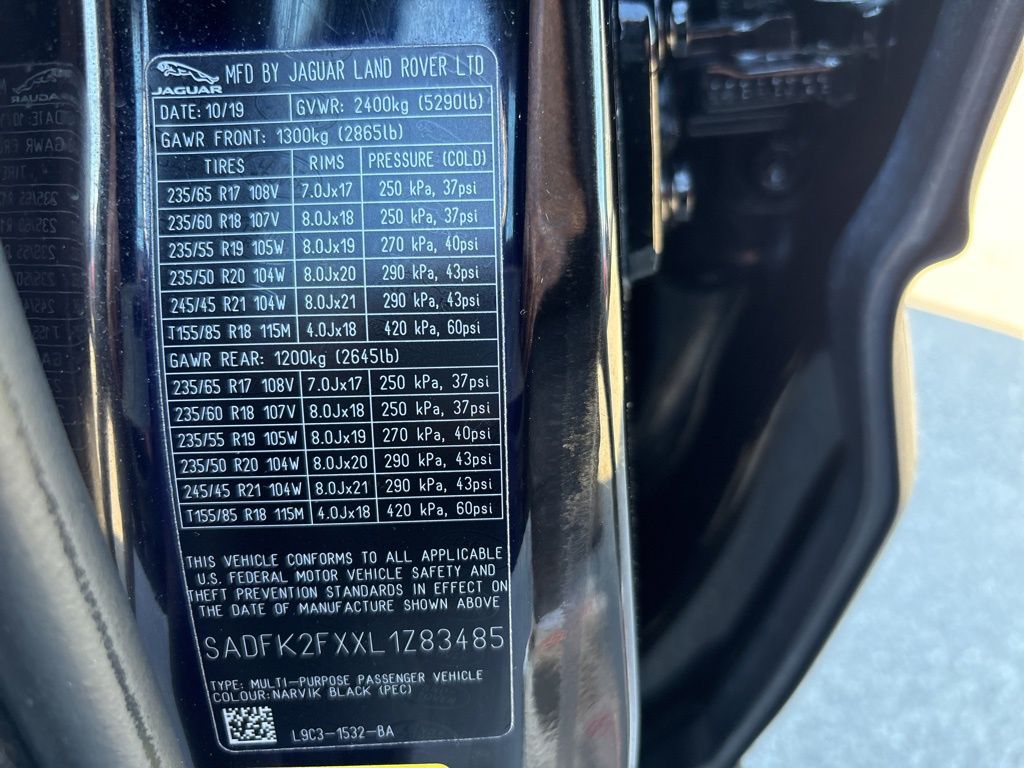 JAGUAR MFD BY JAGUAR LAND ROVER LTD
DATE: 10/19 GVWR: 2400kg (5290lb)
GAWR FRONT: 1300kg (2865lb)
TIRES RIMS PRESSURE (COLD)
235/65 R17 108V 7.0Jx17 250 kPa, 37psi
235/60 R18 107V 8.0Jx18 250 kPa, 37psi
235/55 R19 105W 8.0Jx19 270 kPa, 40psi
235/50 R20 104W 8.0Jx20 290 kPa, 43psi
245/45 R21 104W 8.0Jx21 290 kPa, 43psi
T155/85 R18 115M 4.0Jx18 420 kPa, 60psi
GAWR REAR: 1200kg (2645lb)
235/65 R17 108V 7.0Jx17 250 kPa, 37psi
235/60 R18 107V 8.0Jx18 250 kPa, 37psi
235/55 R19 105W 8.0Jx19 270 kPa, 40psi
235/50 R20 104W 8.0Jx20 290 kPa, 43psi
245/45 R21 104W 8.0Jx21 290 kPa, 43psi
T155/85 R18 115M 4.0Jx18 420 kPa, 60psi
THIS VEHICLE CONFORMS TO ALL APPLICABLE
U.S. FEDERAL MOTOR VEHICLE SAFETY AND
THEFT PREVENTION STANDARDS IN EFFECT ON
THE DATE OF MANUFACTURE SHOWN ABOVE
SADFK2FXXL1Z83485
TYPE: MULTI-PURPOSE PASSENGER VEHICLE
COLOUR:NARVIK BLACK (PEC)
L9C3-1532-BA